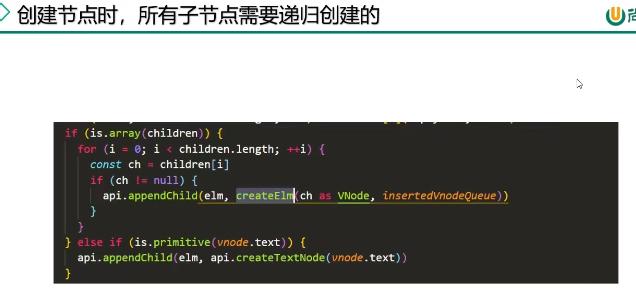 创建节点时，所有子节点需要递归创建的
if (is.array(children)) {
for (i = 0; i < children.length; ++i) {
const ch = children[i]
if (ch != null) {
api.appendChild(elm, createElm(ch as VNode, insertedVnodeQueue))
}
}
} else if (is.primitive(vnode.text)) {
api.appendChild(elm, api.createTextNode(vnode.text))
}